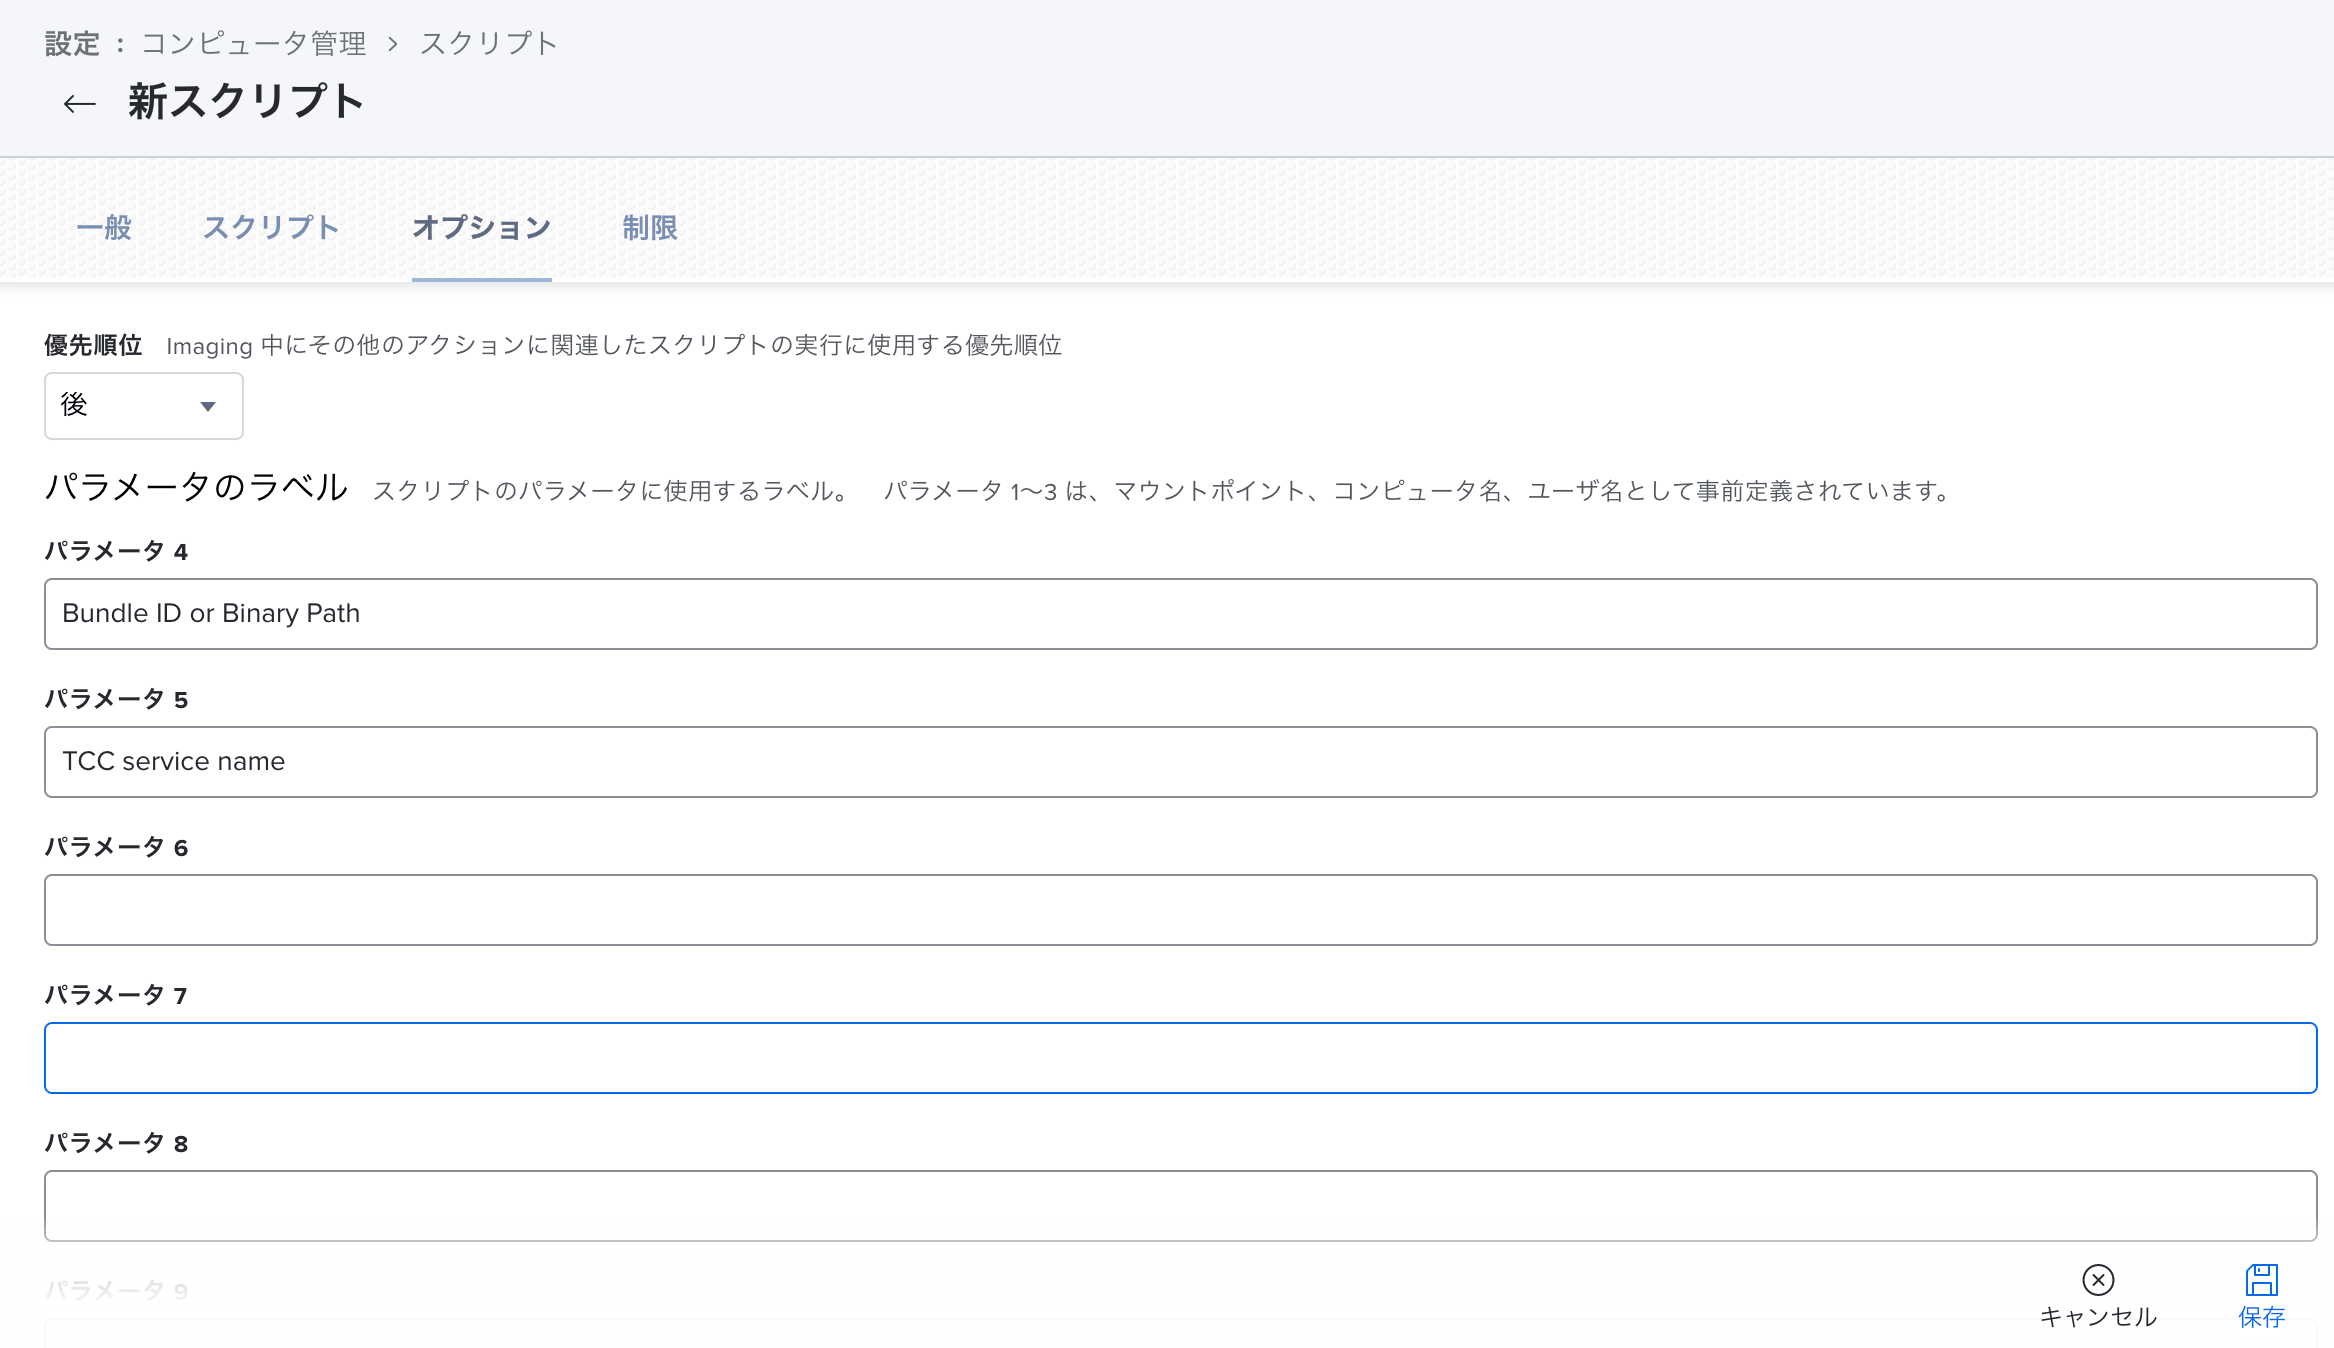 設定 : コンピュータ管理 > スクリプト
← 新スクリプト
一般 スクリプト オプション 制限
優先順位 Imaging 中にその他のアクションに関連したスクリプトの実行に使用する優先順位
後
パラメータのラベル スクリプトのパラメータに使用するラベル。 パラメータ 1〜3 は、マウントポイント、コンピュータ名、ユーザ名として事前定義されています。
パラメータ 4
Bundle ID or Binary Path
パラメータ 5
TCC service name
パラメータ 6
パラメータ 7
パラメータ 8
パラメータ 9
キャンセル 保存